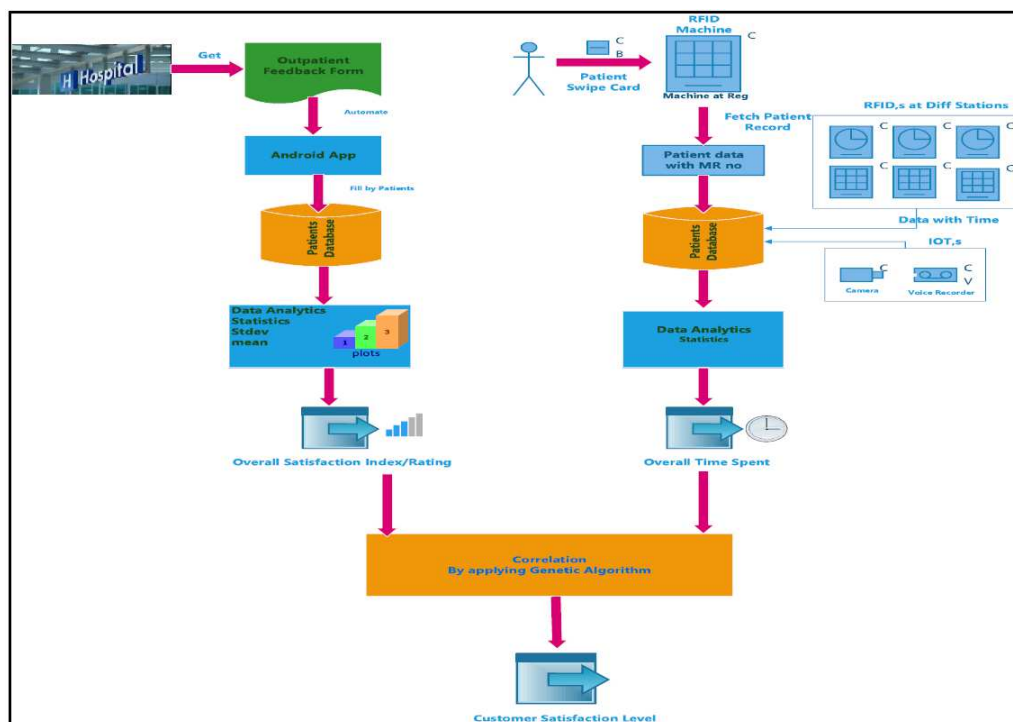 H Hospital
Get
Outpatient
Feedback Form
Automate
Android App
Fill by Patients
Patients
Database
Data Analytics
Statistics
Stdev
mean
1
2
3
plots
Overall Satisfaction Index/Rating
RFID
Machine
C
C
B
Patient
Swipe Card
Machine at Reg
Fetch Patient
Record
Patient data
with MR no
RFID,s at Diff Stations
C
C
C
C
C
C
Data with Time
Patients
Database
IOT,s
C
Camera
C
V
Voice Recorder
Data Analytics
Statistics
Overall Time Spent
Correlation
By applying Genetic Algorithm
Customer Satisfaction Level